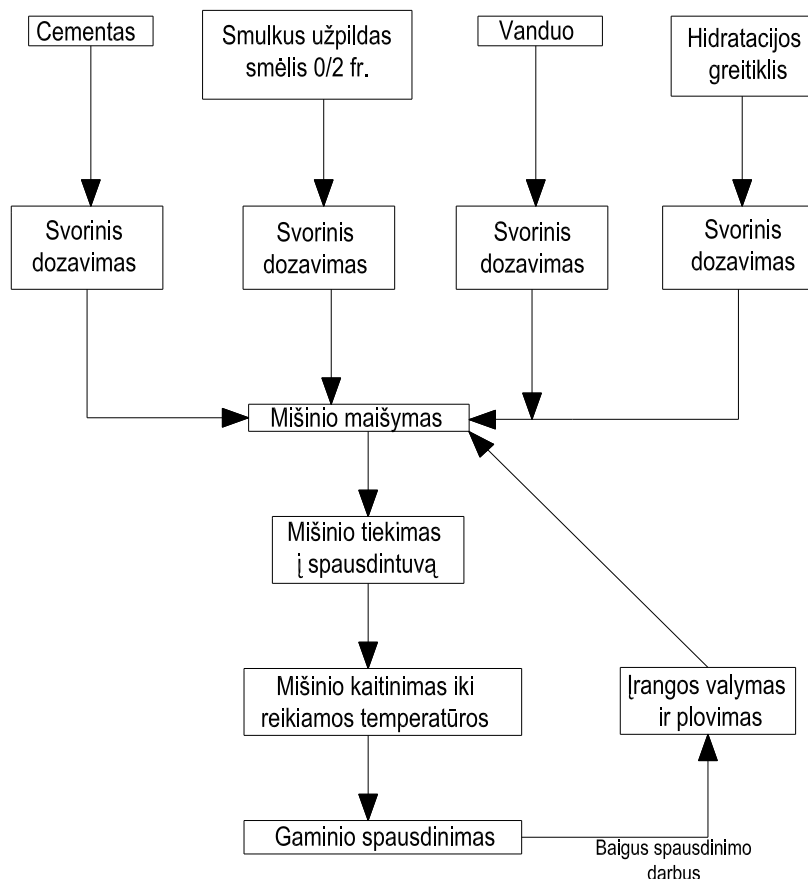 Cementas
Smulkus užpildas
smėlis 0/2 fr.
Vanduo
Hidratacijos
greitiklis
Svorinis
dozavimas
Svorinis
dozavimas
Svorinis
dozavimas
Svorinis
dozavimas
Mišinio maišymas
Mišinio tiekimas
į spausdintuvą
Mišinio kaitinimas iki
reikiamos temperatūros
Įrangos valymas
ir plovimas
Gaminio spausdinimas
Baigus spausdinimo
darbus